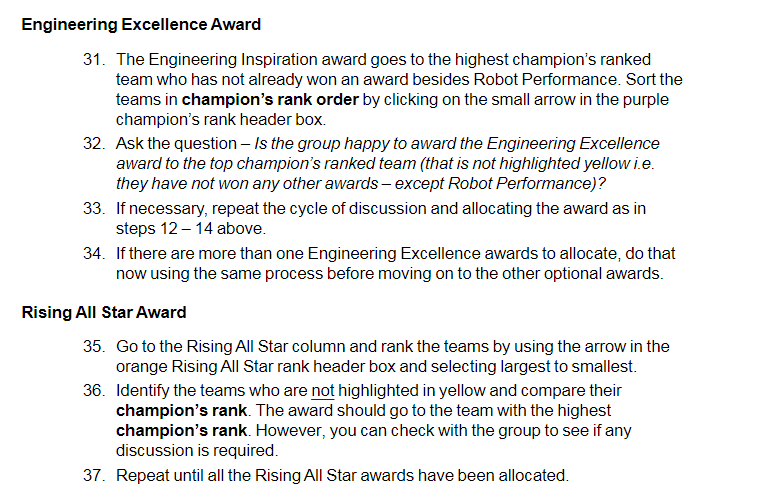 Engineering Excellence Award
31. The Engineering Inspiration award goes to the highest champion's ranked
team who has not already won an award besides Robot Performance. Sort the
teams in champion's rank order by clicking on the small arrow in the purple
champion's rank header box.
32. Ask the question – Is the group happy to award the Engineering Excellence
award to the top champion's ranked team (that is not highlighted yellow i.e.
they have not won any other awards – except Robot Performance)?
33. If necessary, repeat the cycle of discussion and allocating the award as in
steps 12 – 14 above.
34. If there are more than one Engineering Excellence awards to allocate, do that
now using the same process before moving on to the other optional awards.
Rising All Star Award
35. Go to the Rising All Star column and rank the teams by using the arrow in the
orange Rising All Star rank header box and selecting largest to smallest.
36. Identify the teams who are not highlighted in yellow and compare their
champion's rank. The award should go to the team with the highest
champion's rank. However, you can check with the group to see if any
discussion is required.
37. Repeat until all the Rising All Star awards have been allocated.